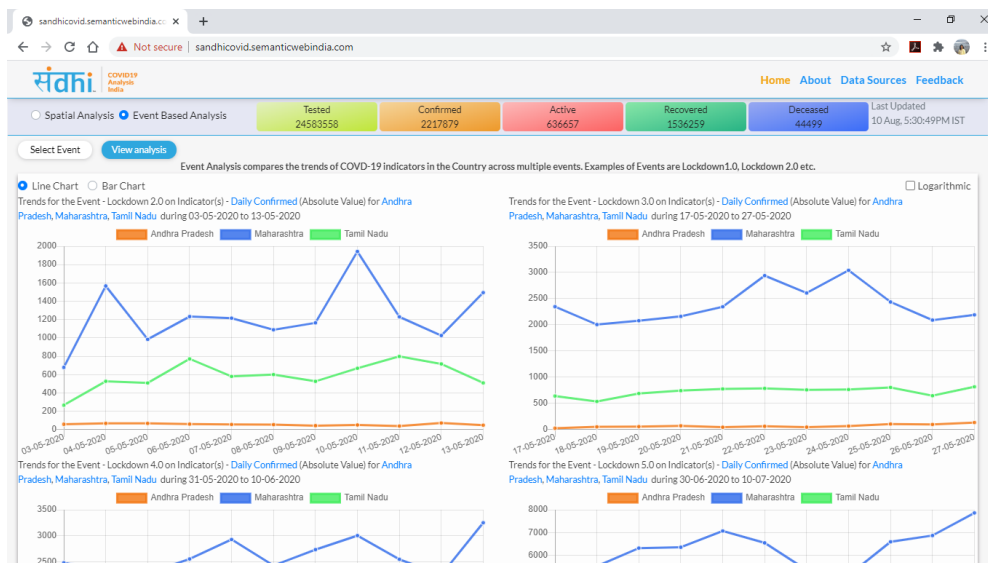 sandhicovid.semanticwebindia.cc
Not secure | sandhicovid.semanticwebindia.com
संधि COVID19 Analysis India
Home About Data Sources Feedback
Spatial Analysis Event Based Analysis
Tested 24583558
Confirmed 2217879
Active 636657
Recovered 1536259
Deceased 44499
Last Updated
10 Aug, 5:30:49PM IST
Select Event View analysis
Event Analysis compares the trends of COVD-19 indicators in the Country across multiple events. Examples of Events are Lockdown1.0, Lockdown 2.0 etc.
Line Chart Bar Chart Logarithmic
Trends for the Event - Lockdown 2.0 on Indicator(s) - Daily Confirmed (Absolute Value) for Andhra
Pradesh, Maharashtra, Tamil Nadu during 03-05-2020 to 13-05-2020
Andhra Pradesh Maharashtra Tamil Nadu
2000
1800
1600
1400
1200
1000
800
600
400
200
0
03-05-2020 04-05-2020 05-05-2020 06-05-2020 07-05-2020 08-05-2020 09-05-2020 10-05-2020 11-05-2020 12-05-2020 13-05-2020
Trends for the Event - Lockdown 3.0 on Indicator(s) - Daily Confirmed (Absolute Value) for Andhra
Pradesh, Maharashtra, Tamil Nadu during 17-05-2020 to 27-05-2020
Andhra Pradesh Maharashtra Tamil Nadu
3500
3000
2500
2000
1500
1000
500
0
17-05-2020 18-05-2020 19-05-2020 20-05-2020 21-05-2020 22-05-2020 23-05-2020 24-05-2020 25-05-2020 26-05-2020 27-05-2020
Trends for the Event - Lockdown 4.0 on Indicator(s) - Daily Confirmed (Absolute Value) for Andhra
Pradesh, Maharashtra, Tamil Nadu during 31-05-2020 to 10-06-2020
Andhra Pradesh Maharashtra Tamil Nadu
3500
3000
2500
Trends for the Event - Lockdown 5.0 on Indicator(s) - Daily Confirmed (Absolute Value) for Andhra
Pradesh, Maharashtra, Tamil Nadu during 30-06-2020 to 10-07-2020
Andhra Pradesh Maharashtra Tamil Nadu
8000
7000
6000